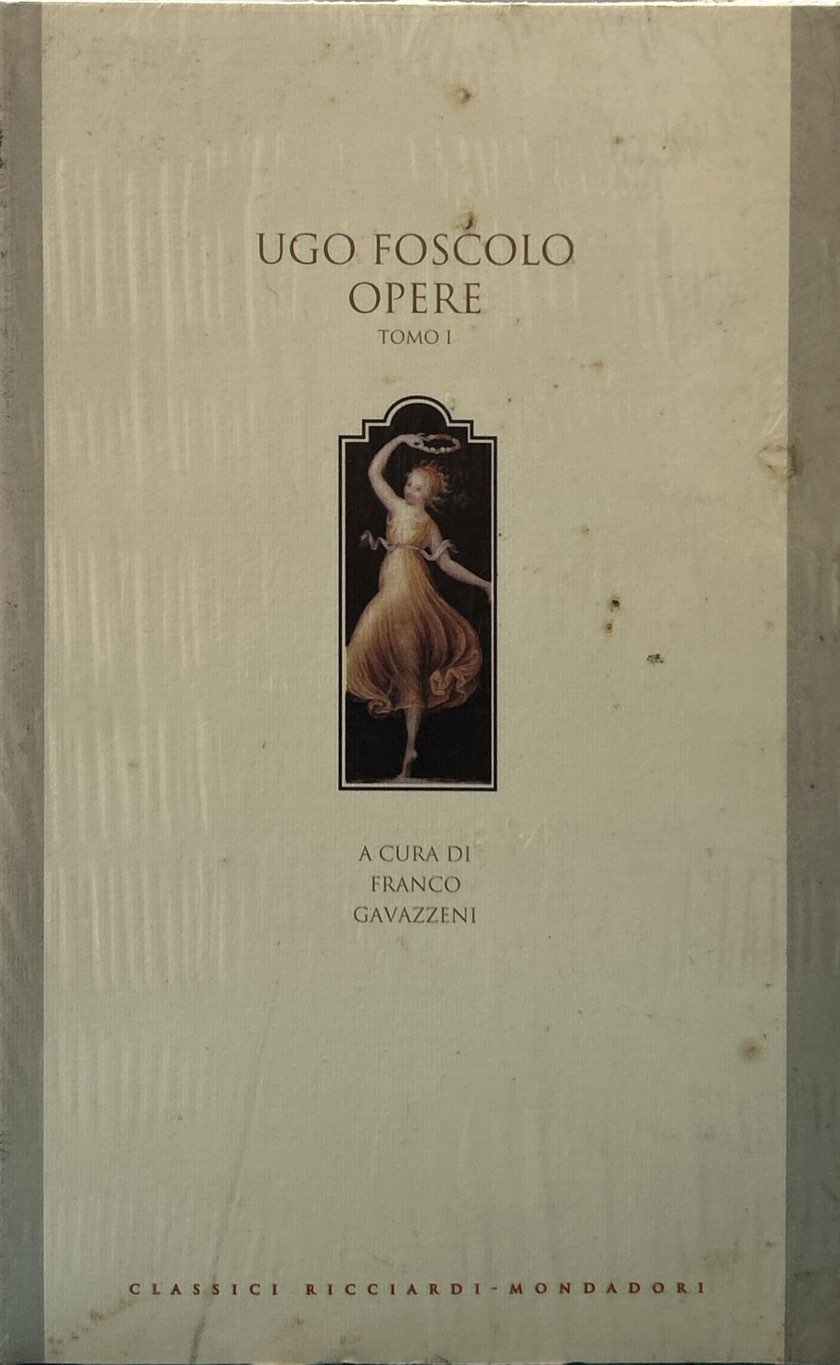 UGO FOSCOLO
OPERE
TOMO I
A CURA DI
FRANCO
GAVAZZENI
CLASSICI RICCIARDI-MONDADORI